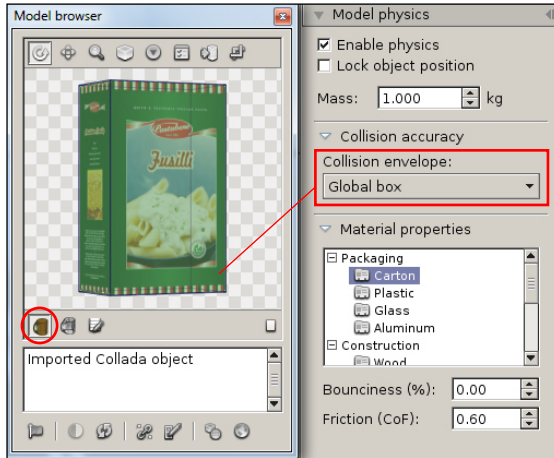 Model browser
Fusilli
Imported Collada object
Model physics
Enable physics
Lock object position
Mass: 1.000 kg
Collision accuracy
Collision envelope:
Global box
Material properties
Packaging
Carton
Plastic
Glass
Aluminum
Construction
Wood
Bounciness (%): 0.00
Friction (CoF): 0.60